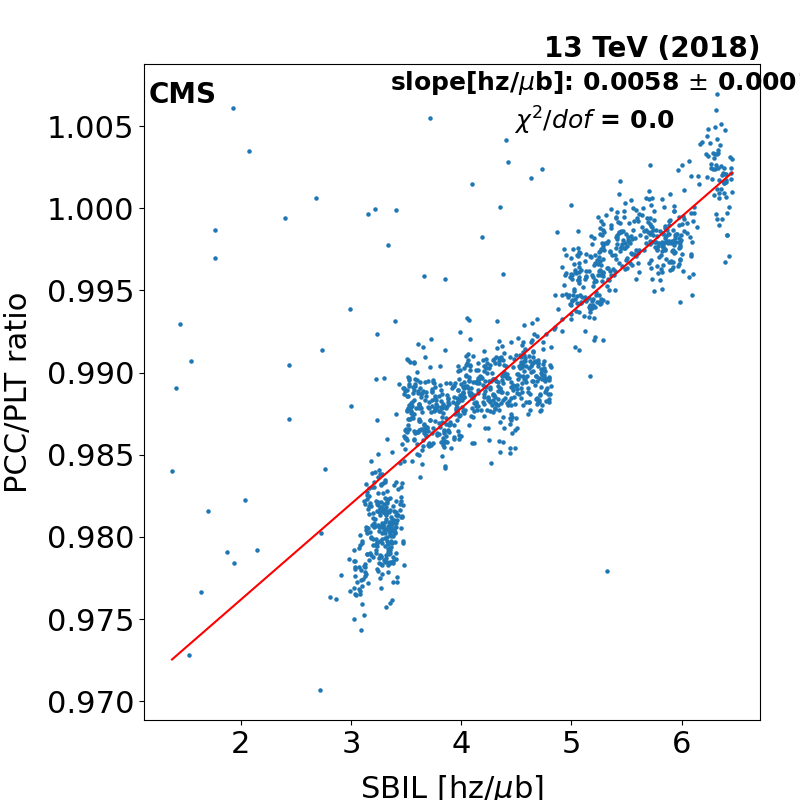 13 TeV (2018)
CMS
slope[hz/μb]: 0.0058 ± 0.000
χ²/dof = 0.0
PCC/PLT ratio
1.005
1.000
0.995
0.990
0.985
0.980
0.975
0.970
2 3 4 5 6
SBIL [hz/μb]